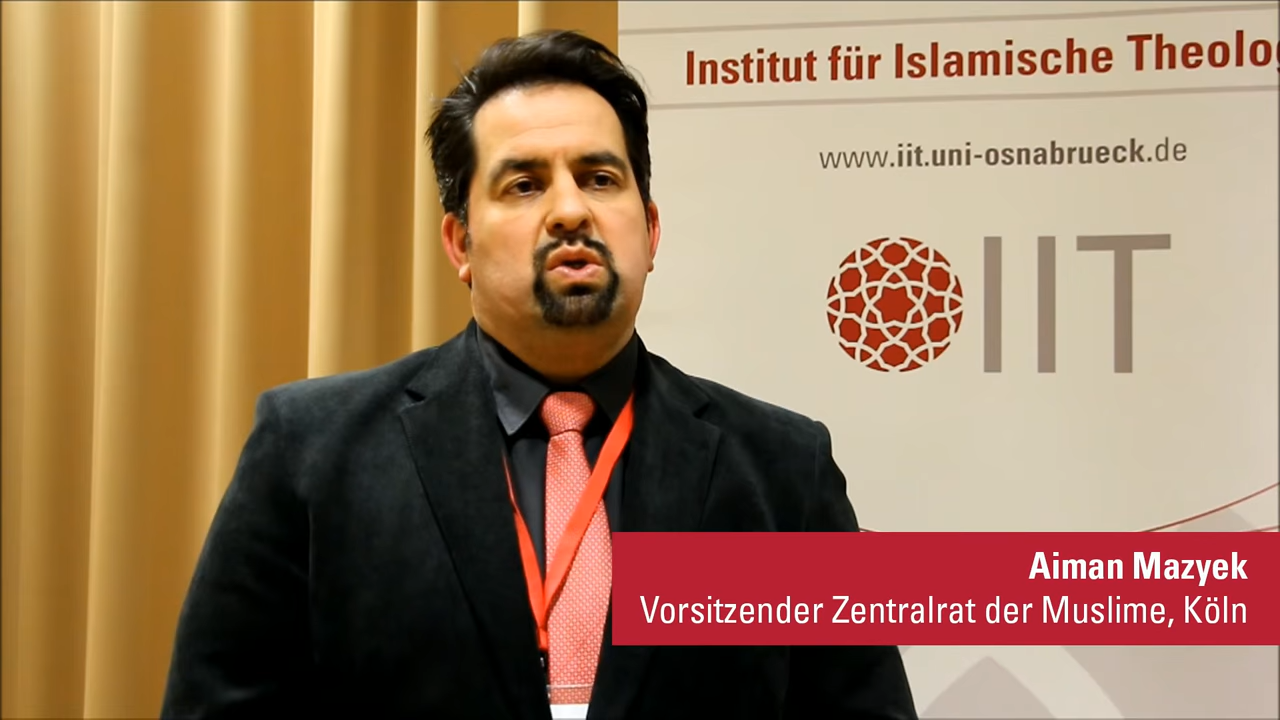 Institut für Islamische Theolog
www.iit.uni-osnabrueck.de
IIT
Aiman Mazyek
Vorsitzender Zentralrat der Muslime, Köln